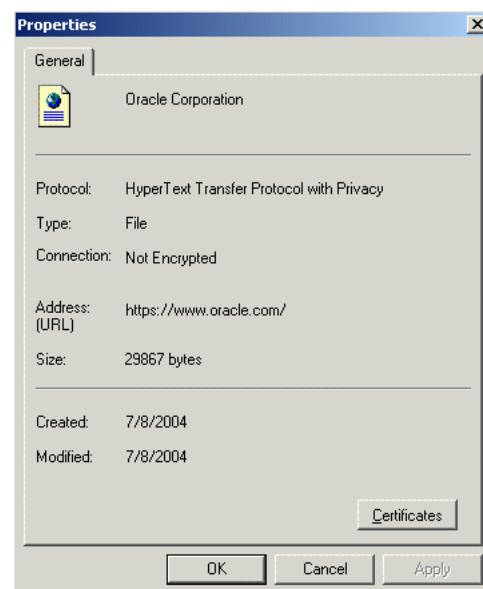 Properties
General
Oracle Corporation
Protocol: HyperText Transfer Protocol with Privacy
Type: File
Connection: Not Encrypted
Address: https://www.oracle.com/
(URL)
Size: 29867 bytes
Created: 7/8/2004
Modified: 7/8/2004
Certificates
OK Cancel Apply